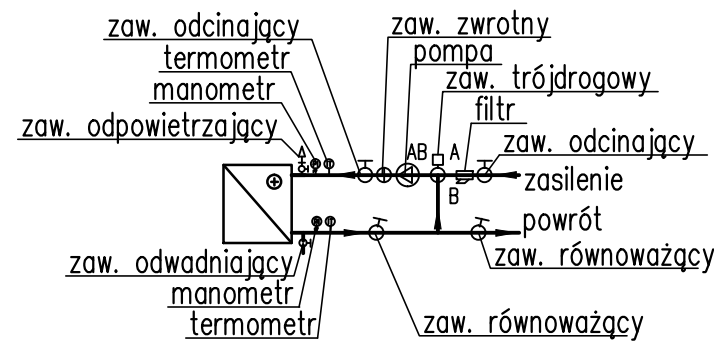 zaw. odcinający
zaw. zwrotny
termometr
pompa
manometr
zaw. trójdrogowy
zaw. odpowietrzający
filtr
zaw. odcinający
AB
A
B
zasilenie
powrót
zaw. odwadniający
zaw. równoważący
manometr
termometr
zaw. równoważący